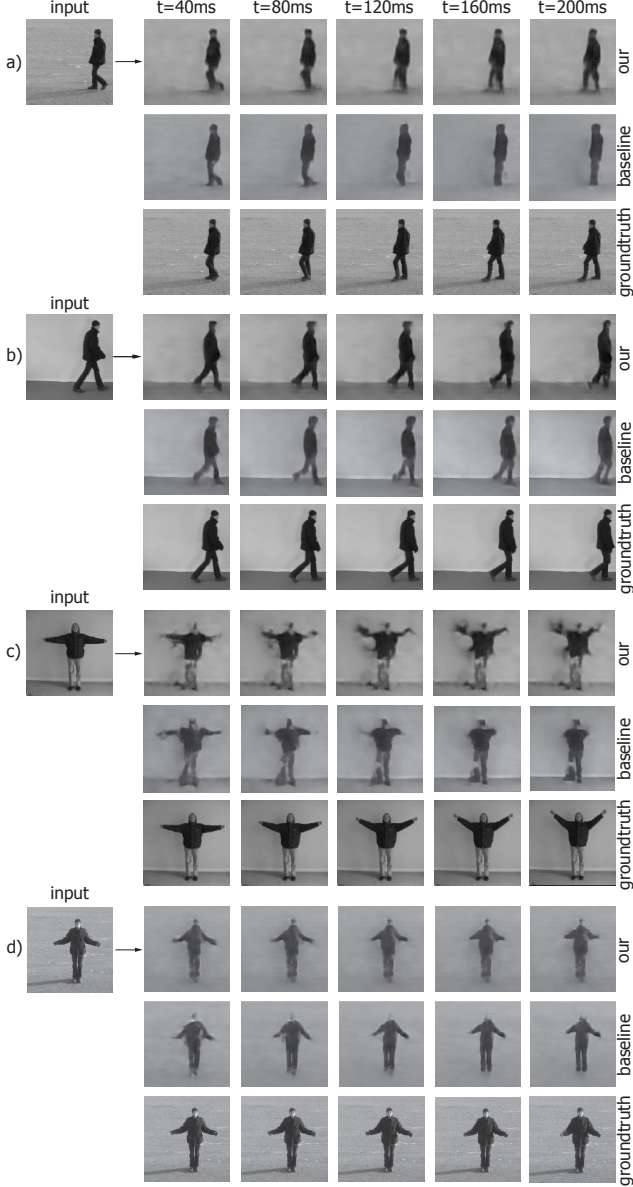 input t=40ms t=80ms t=120ms t=160ms t=200ms
a) our
baseline
groundtruth
input
b) our
baseline
groundtruth
input
c) our
baseline
groundtruth
input
d) our
baseline
groundtruth